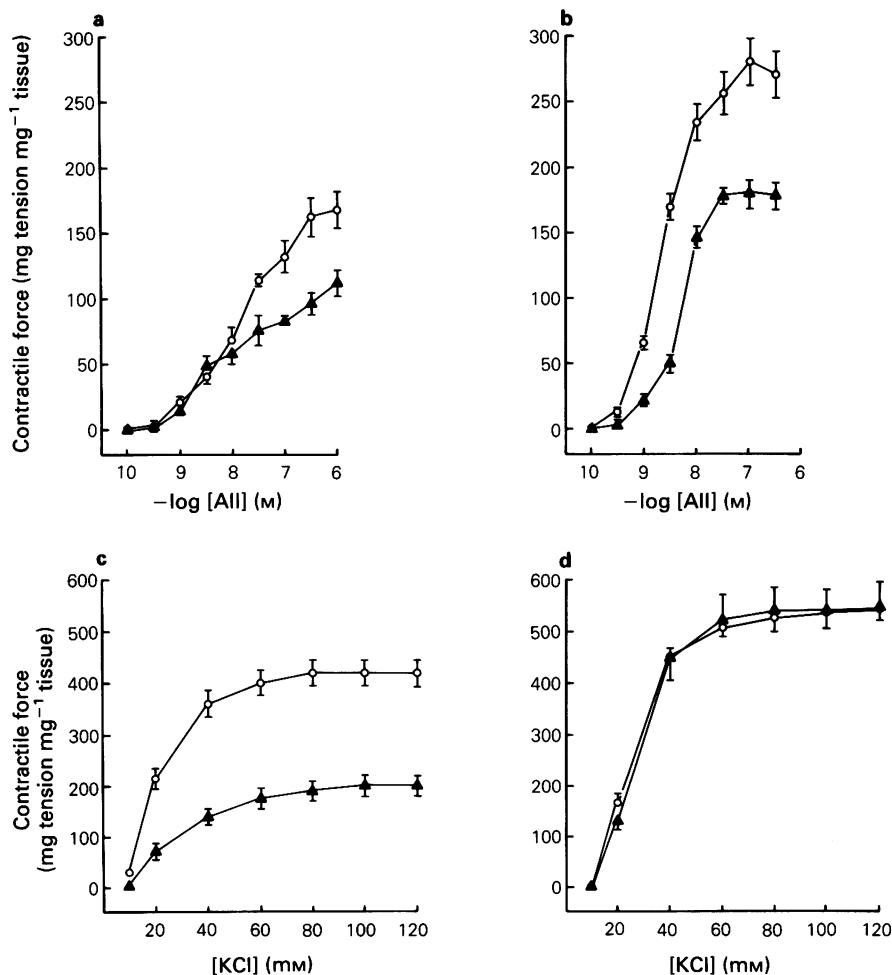 a
300
250
200
150
100
50
0
Contractile force (mg tension mg⁻¹ tissue)
10 9 8 7 6
−log [AII] (M)
b
300
250
200
150
100
50
0
10 9 8 7 6
−log [AII] (M)
c
600
500
400
300
200
100
0
Contractile force
(mg tension mg⁻¹ tissue)
20 40 60 80 100 120
[KCl] (mM)
d
600
500
400
300
200
100
0
20 40 60 80 100 120
[KCl] (mM)